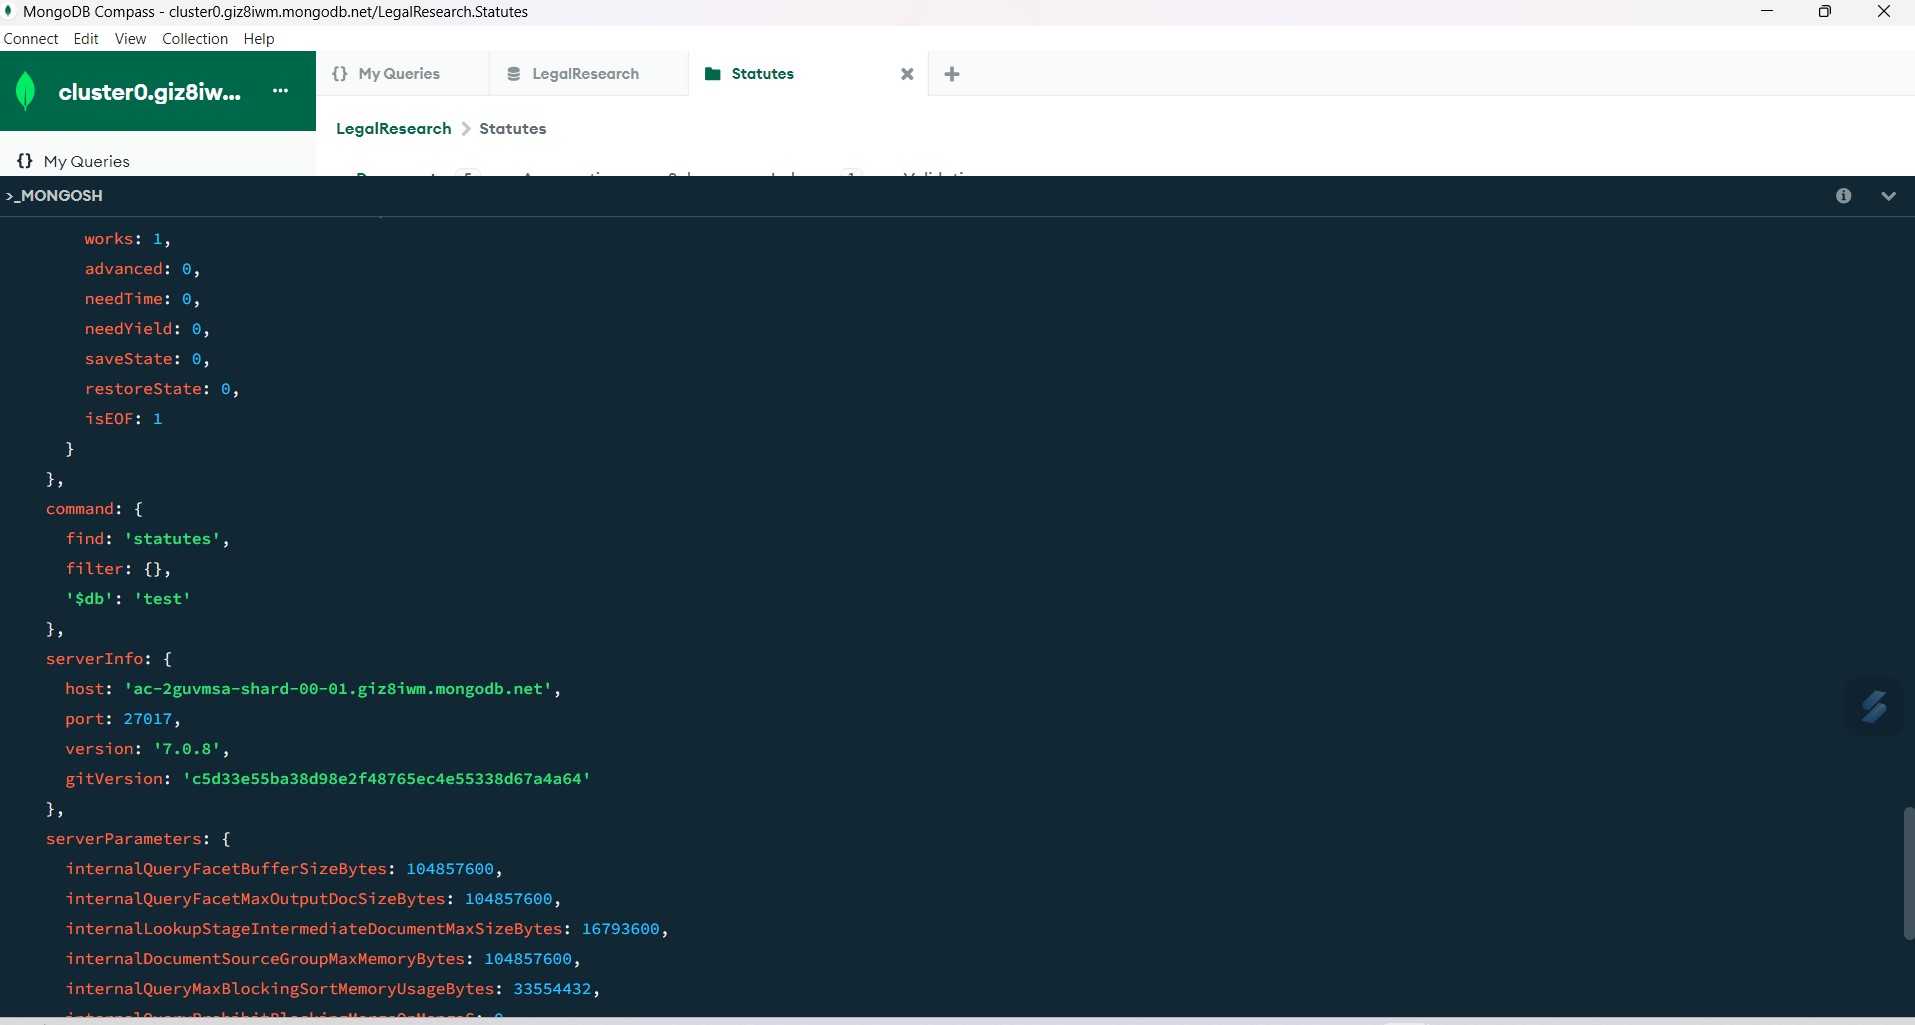 MongoDB Compass - cluster0.giz8iwm.mongodb.net/LegalResearch.Statutes
Connect Edit View Collection Help
cluster0.giz8iw... ...
{} My Queries
LegalResearch
Statutes
LegalResearch > Statutes
{} My Queries
>_MONGOSH
works: 1,
advanced: 0,
needTime: 0,
needYield: 0,
saveState: 0,
restoreState: 0,
isEOF: 1
}
},
command: {
find: 'statutes',
filter: {},
'$db': 'test'
},
serverInfo: {
host: 'ac-2guvmsa-shard-00-01.giz8iwm.mongodb.net',
port: 27017,
version: '7.0.8',
gitVersion: 'c5d33e55ba38d98e2f48765ec4e55338d67a4a64'
},
serverParameters: {
internalQueryFacetBufferSizeBytes: 104857600,
internalQueryFacetMaxOutputDocSizeBytes: 104857600,
internalLookupStageIntermediateDocumentMaxSizeBytes: 16793600,
internalDocumentSourceGroupMaxMemoryBytes: 104857600,
internalQueryMaxBlockingSortMemoryUsageBytes: 33554432,